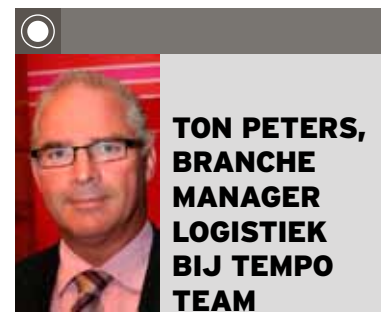 TON PETERS,
BRANCHE
MANAGER
LOGISTIEK
BIJ TEMPO
TEAM